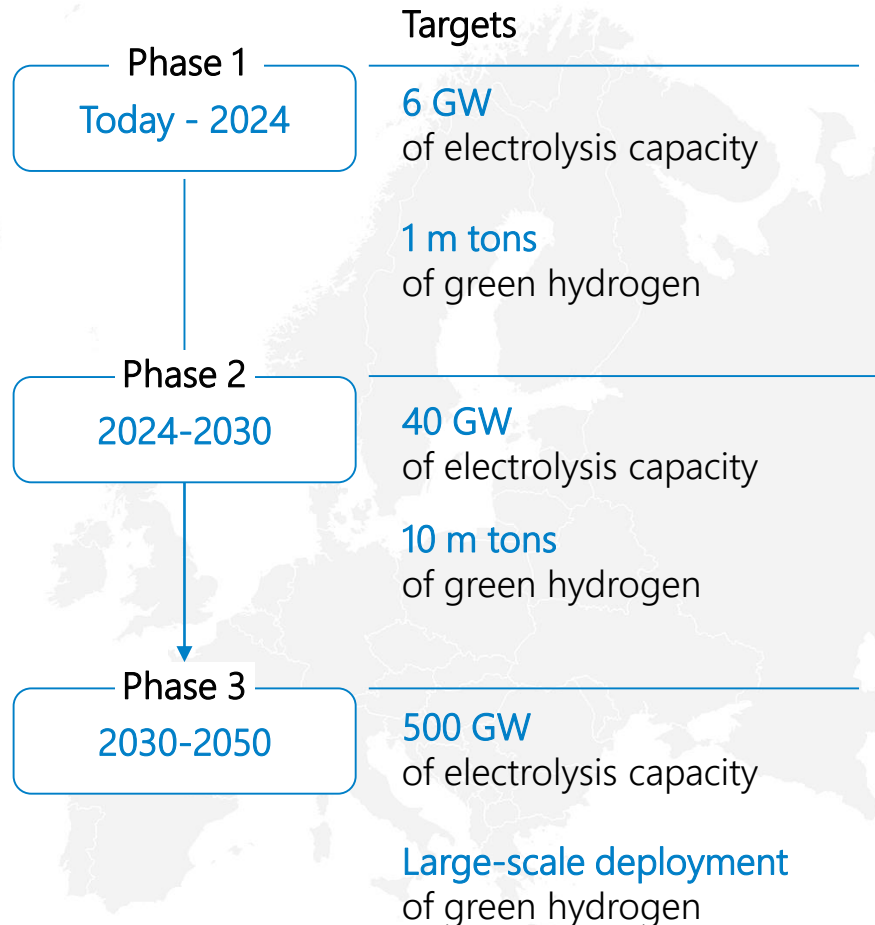 Targets
Phase 1
Today - 2024
6 GW
of electrolysis capacity
1 m tons
of green hydrogen
Phase 2
2024-2030
40 GW
of electrolysis capacity
10 m tons
of green hydrogen
Phase 3
2030-2050
500 GW
of electrolysis capacity
Large-scale deployment
of green hydrogen